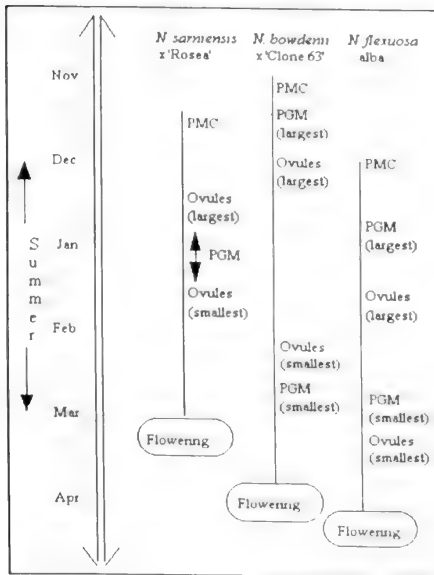 N. sarniensis
x 'Rosea'
N. bowdenii
x 'Clone 63'
N. flexuosa
alba
Nov
Dec
Jan
Feb
Mar
Apr
Summer
PMC
Ovules
(largest)
PGM
Ovules
(smallest)
Flowering
PMC
PGM
(largest)
Ovules
(largest)
Ovules
(smallest)
PGM
(smallest)
Flowering
PMC
PGM
(largest)
Ovules
(largest)
PGM
(smallest)
Ovules
(smallest)
Flowering